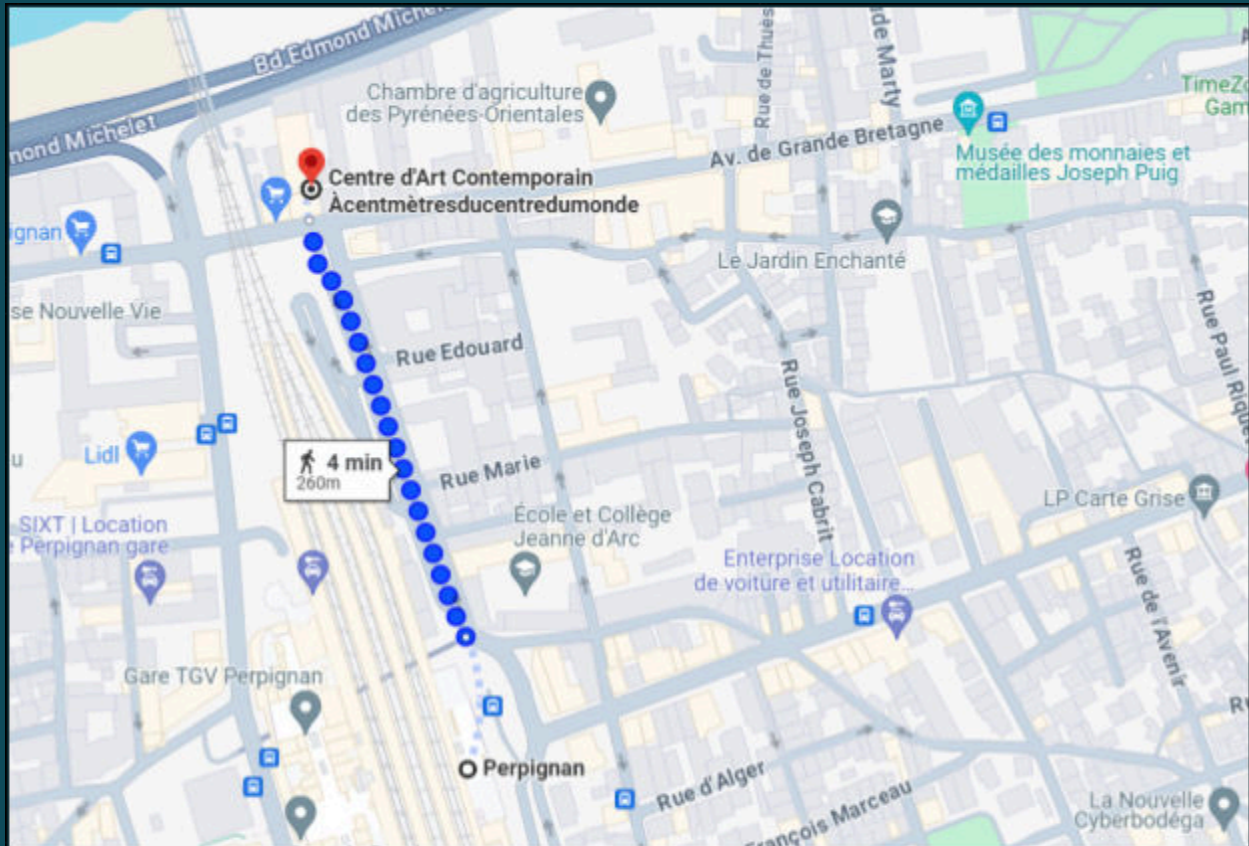 Bd Edmond Michelet
mond Michelet
Chambre d'agriculture
des Pyrénées-Orientales
Rue de Thuès
ude Marty
TimeZo
Gam
Av. de Grande Bretagne
Musée des monnaies et
médailles Joseph Puig
Centre d'Art Contemporain
Àcentmètresducentredumonde
ignan
Le Jardin Enchanté
se Nouvelle Vie
Rue Edouard
Rue Joseph Cabrit
Rue Paul Rique
Lidl
4 min
260m
Rue Marie
LP Carte Grise
SIXT | Location
Perpignan gare
École et Collège
Jeanne d'Arc
Enterprise Location
de voiture et utilitaire...
Rue de l'Avenir
Gare TGV Perpignan
Perpignan
Rue d'Alger
François Marceau
La Nouvelle
Cyberbodéga